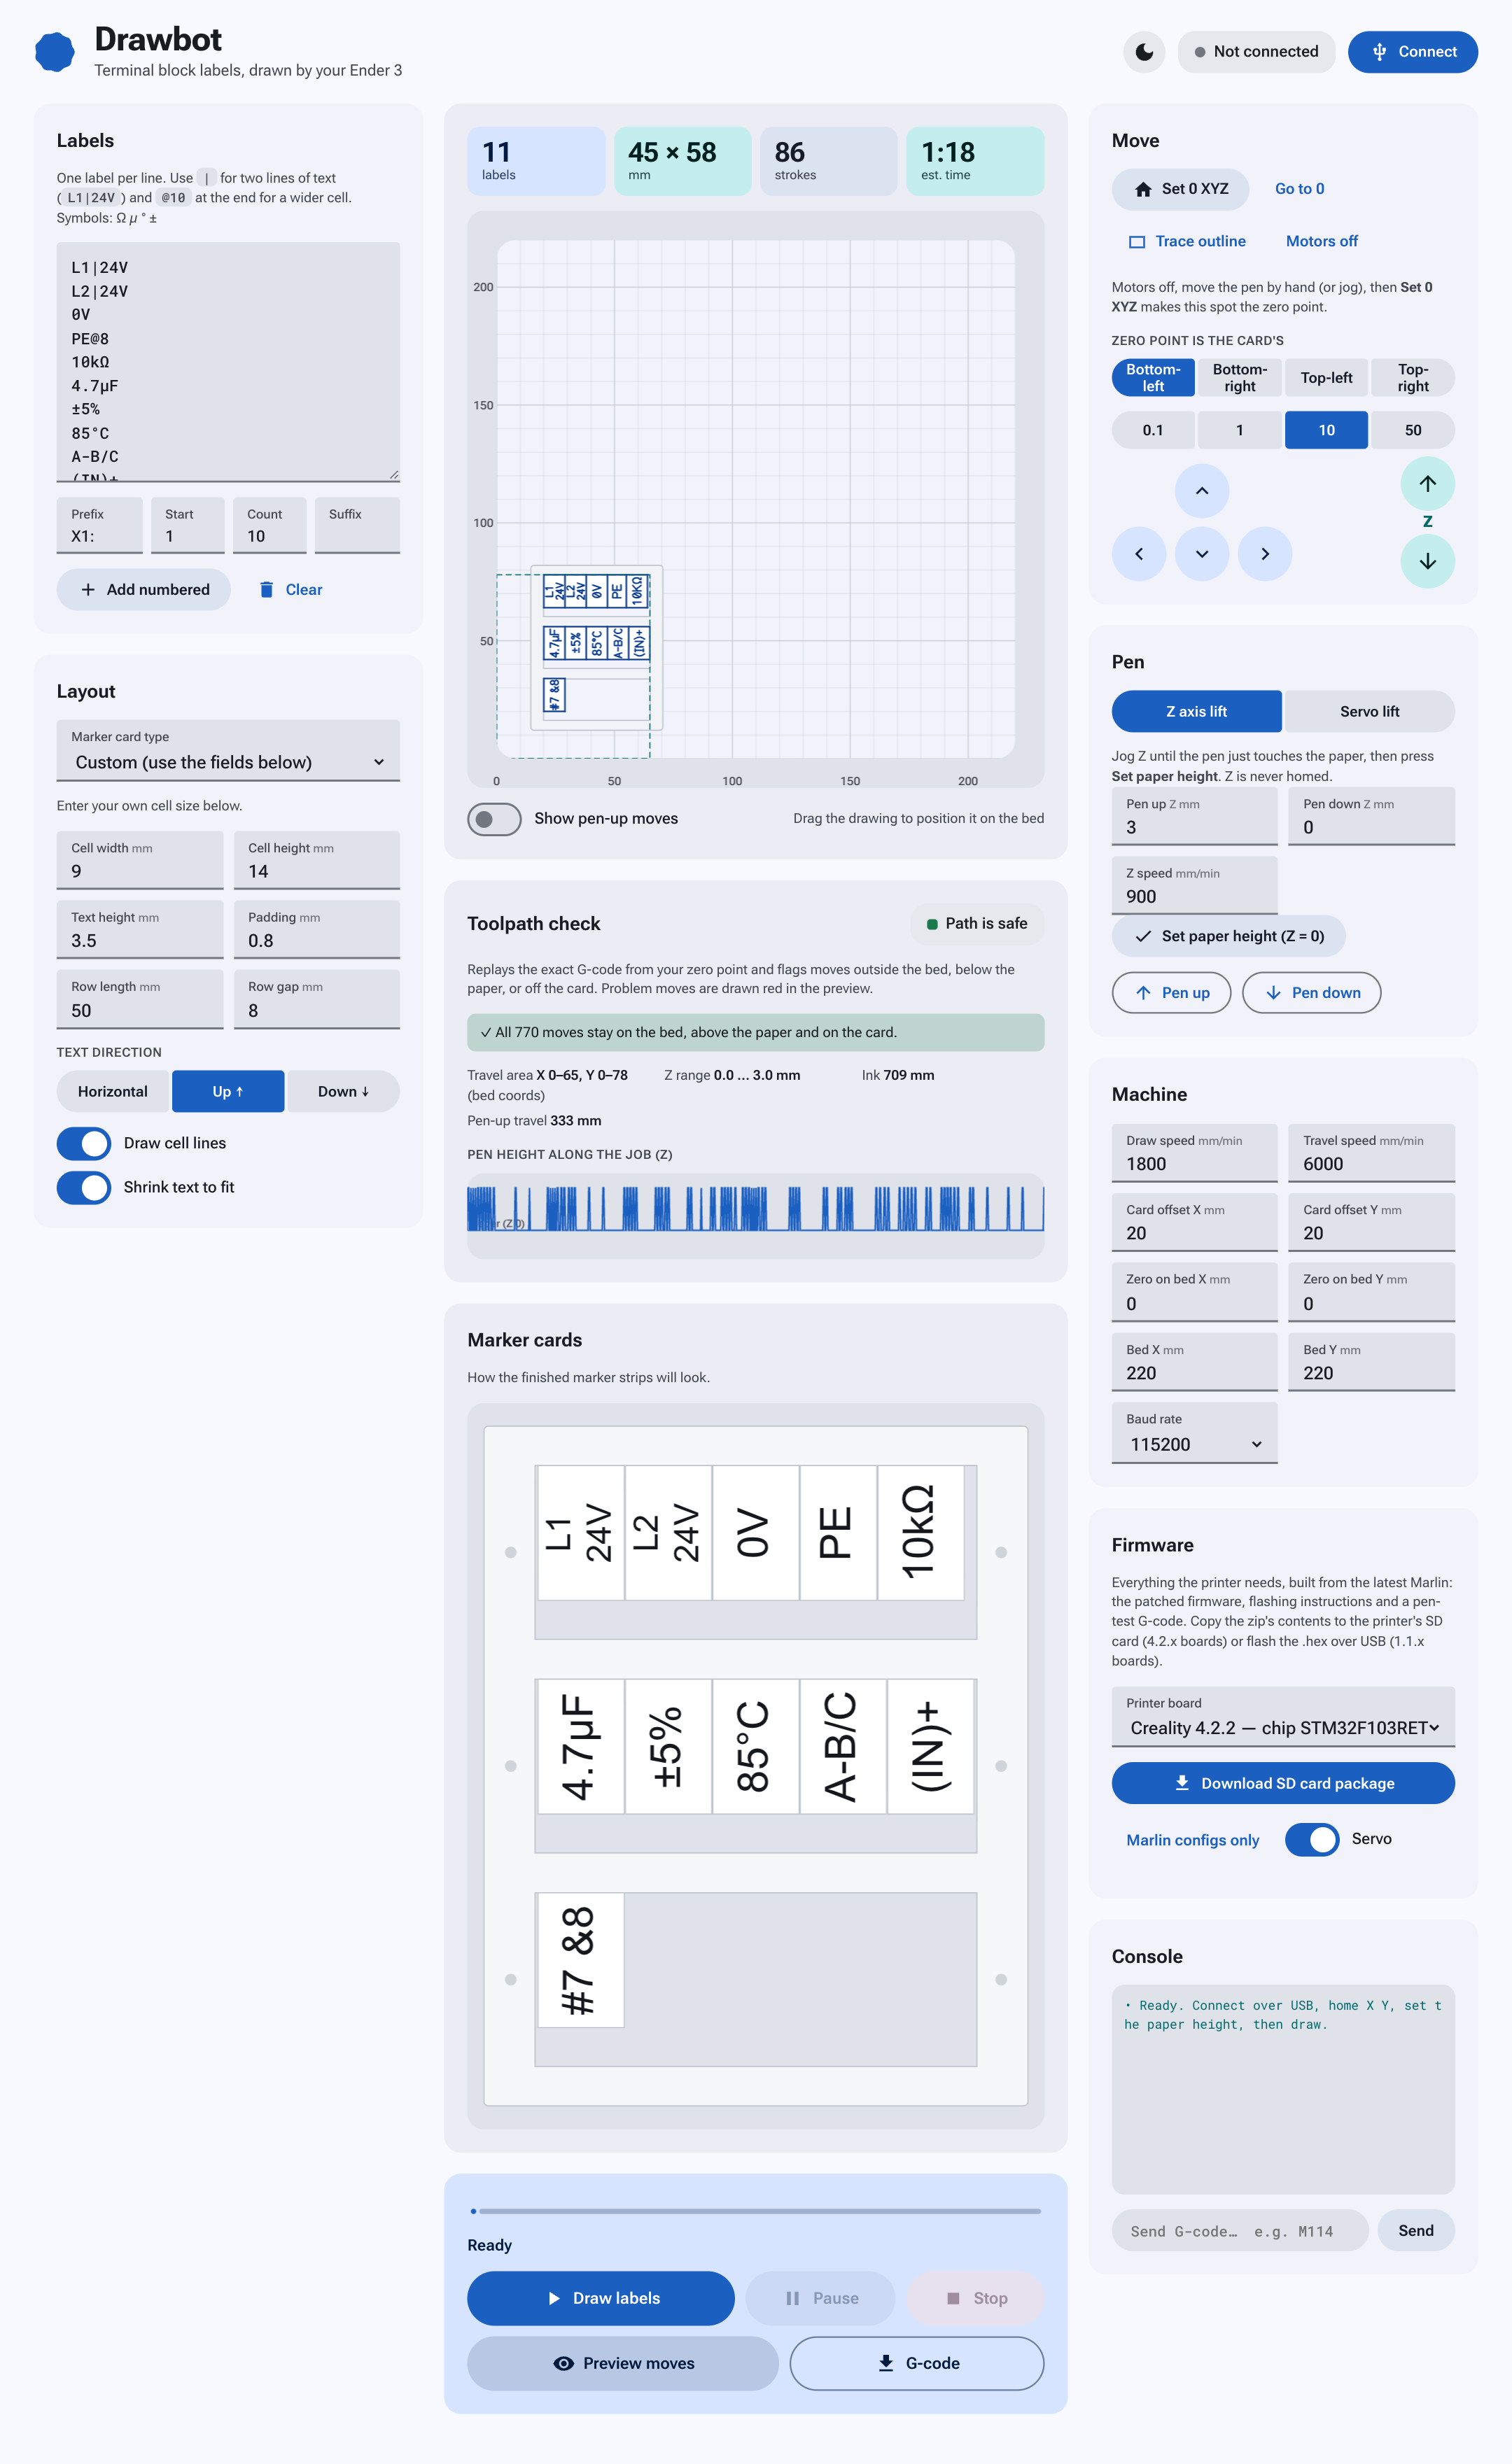 Drawbot
Terminal block labels, drawn by your Ender 3
Not connected
Connect
Labels
One label per line. Use | for two lines of text
( L1|24V ) and @10 at the end for a wider cell.
Symbols: Ω µ ° ±
L1|24V
L2|24V
0V
PE@8
10kΩ
4.7µF
±5%
85°C
A-B/C
(IN)+
Prefix
X1:
Start
1
Count
10
Suffix
Add numbered
Clear
Layout
Marker card type
Custom (use the fields below)
Enter your own cell size below.
Cell width mm
9
Cell height mm
14
Text height mm
3.5
Padding mm
0.8
Row length mm
50
Row gap mm
8
TEXT DIRECTION
Horizontal
Up ↑
Down ↓
Draw cell lines
Shrink text to fit
11
labels
45 × 58
mm
86
strokes
1:18
est. time
200
150
100
50
0
50
100
150
200
L1
24V
L2
24V
0V
PE
10KΩ
4.7µF
±5%
85°C
A-B/C
(IN)+
#7 &8
Show pen-up moves
Drag the drawing to position it on the bed
Toolpath check
Path is safe
Replays the exact G-code from your zero point and flags moves outside the bed, below the
paper, or off the card. Problem moves are drawn red in the preview.
✓ All 770 moves stay on the bed, above the paper and on the card.
Travel area X 0–65, Y 0–78
(bed coords)
Z range 0.0 … 3.0 mm
Ink 709 mm
Pen-up travel 333 mm
PEN HEIGHT ALONG THE JOB (Z)
(Z 0)
Marker cards
How the finished marker strips will look.
L1
24V
L2
24V
0V
PE
10kΩ
4.7µF
±5%
85°C
A-B/C
(IN)+
#7 &8
Ready
Draw labels
Pause
Stop
Preview moves
G-code
Move
Set 0 XYZ
Go to 0
Trace outline
Motors off
Motors off, move the pen by hand (or jog), then Set 0
XYZ makes this spot the zero point.
ZERO POINT IS THE CARD'S
Bottom-
left
Bottom-
right
Top-left
Top-
right
0.1
1
10
50
Z
Pen
Z axis lift
Servo lift
Jog Z until the pen just touches the paper, then press
Set paper height. Z is never homed.
Pen up Z mm
3
Pen down Z mm
0
Z speed mm/min
900
Set paper height (Z = 0)
Pen up
Pen down
Machine
Draw speed mm/min
1800
Travel speed mm/min
6000
Card offset X mm
20
Card offset Y mm
20
Zero on bed X mm
0
Zero on bed Y mm
0
Bed X mm
220
Bed Y mm
220
Baud rate
115200
Firmware
Everything the printer needs, built from the latest Marlin:
the patched firmware, flashing instructions and a pen-
test G-code. Copy the zip's contents to the printer's SD
card (4.2.x boards) or flash the .hex over USB (1.1.x
boards).
Printer board
Creality 4.2.2 — chip STM32F103RET
Download SD card package
Marlin configs only
Servo
Console
• Ready. Connect over USB, home X Y, set t
he paper height, then draw.
Send G-code… e.g. M114
Send